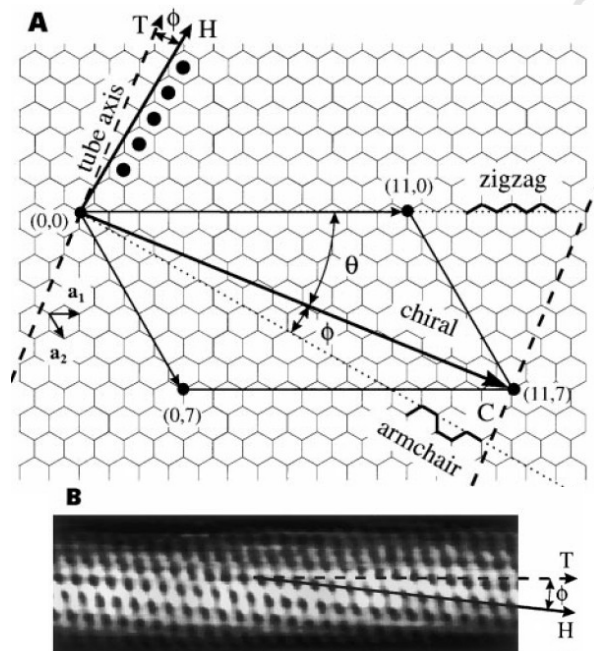 A
T ϕ H
tube axis
(0,0)
(11,0)
zigzag
θ
a₁
a₂
ϕ
chiral
(0,7)
C
(11,7)
armchair
B
T
ϕ
H